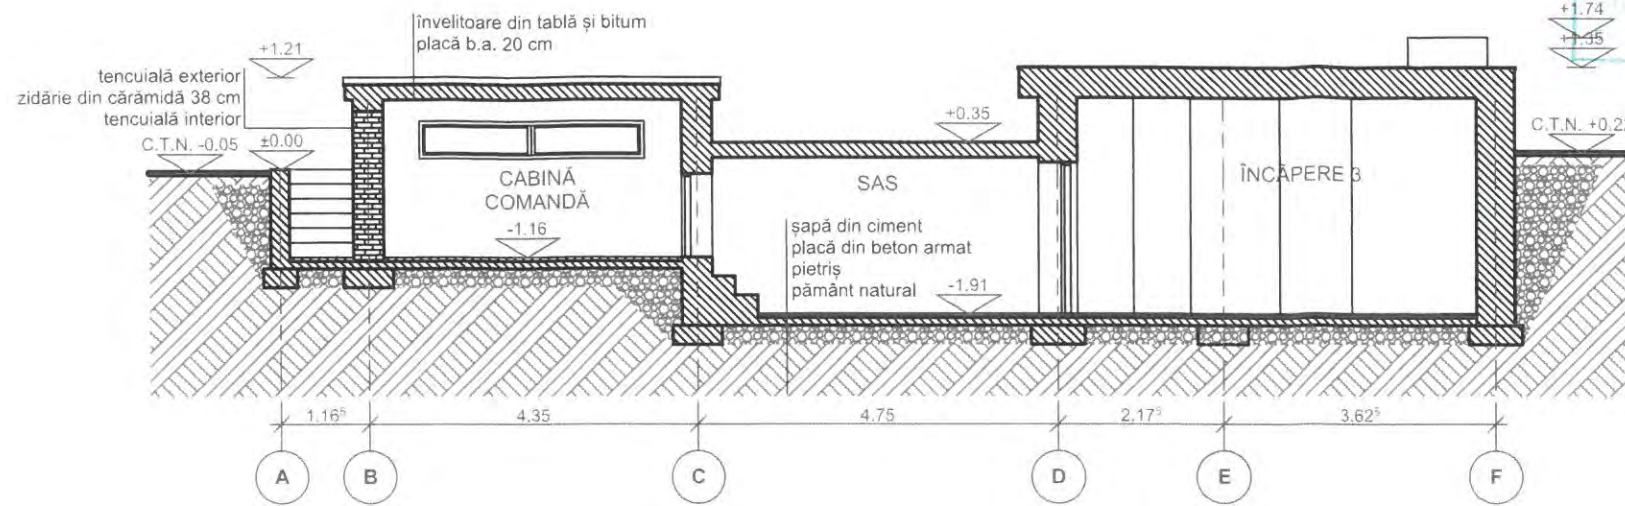 învelitoare din tablă și bitum
placă b.a. 20 cm
+1.21
tencuială exterior
zidărie din cărămidă 38 cm
tencuială interior
C.T.N. -0.05
±0.00
+0.35
+1.74
+1.35
C.T.N. +0.22
CABINĂ
COMANDĂ
-1.16
SAS
ÎNCĂPERE 3
șapă din ciment
placă din beton armat
pietriș
pământ natural
-1.91
1.16⁵ 4.35 4.75 2.17⁵ 3.62⁵
A B C D E F